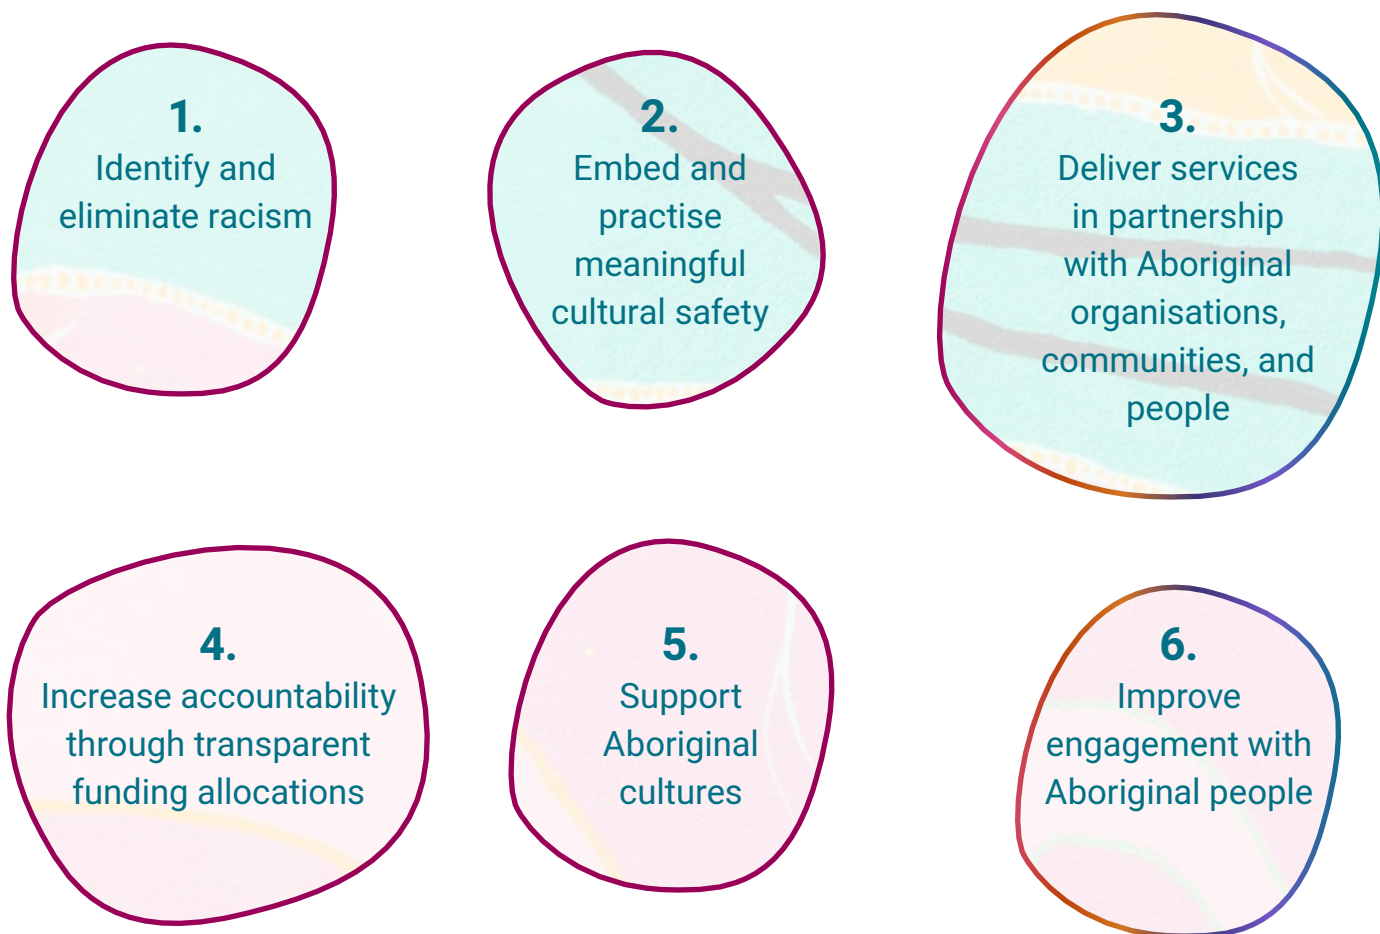 1.
Identify and
eliminate racism
2.
Embed and
practise
meaningful
cultural safety
3.
Deliver services
in partnership
with Aboriginal
organisations,
communities, and
people
4.
Increase accountability
through transparent
funding allocations
5.
Support
Aboriginal
cultures
6.
Improve
engagement with
Aboriginal people